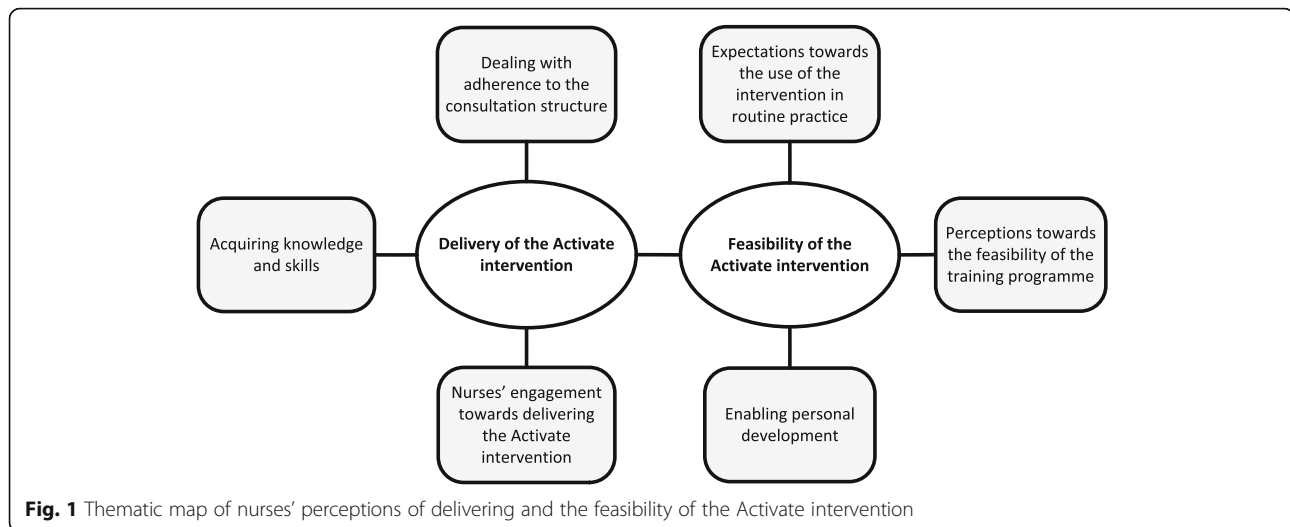 Dealing with
adherence to the
consultation structure
Expectations towards
the use of the
intervention in
routine practice
Acquiring knowledge
and skills
Delivery of the Activate
intervention
Feasibility of the
Activate intervention
Perceptions towards
the feasibility of the
training programme
Nurses’ engagement
towards delivering
the Activate
intervention
Enabling personal
development
Fig. 1 Thematic map of nurses’ perceptions of delivering and the feasibility of the Activate intervention